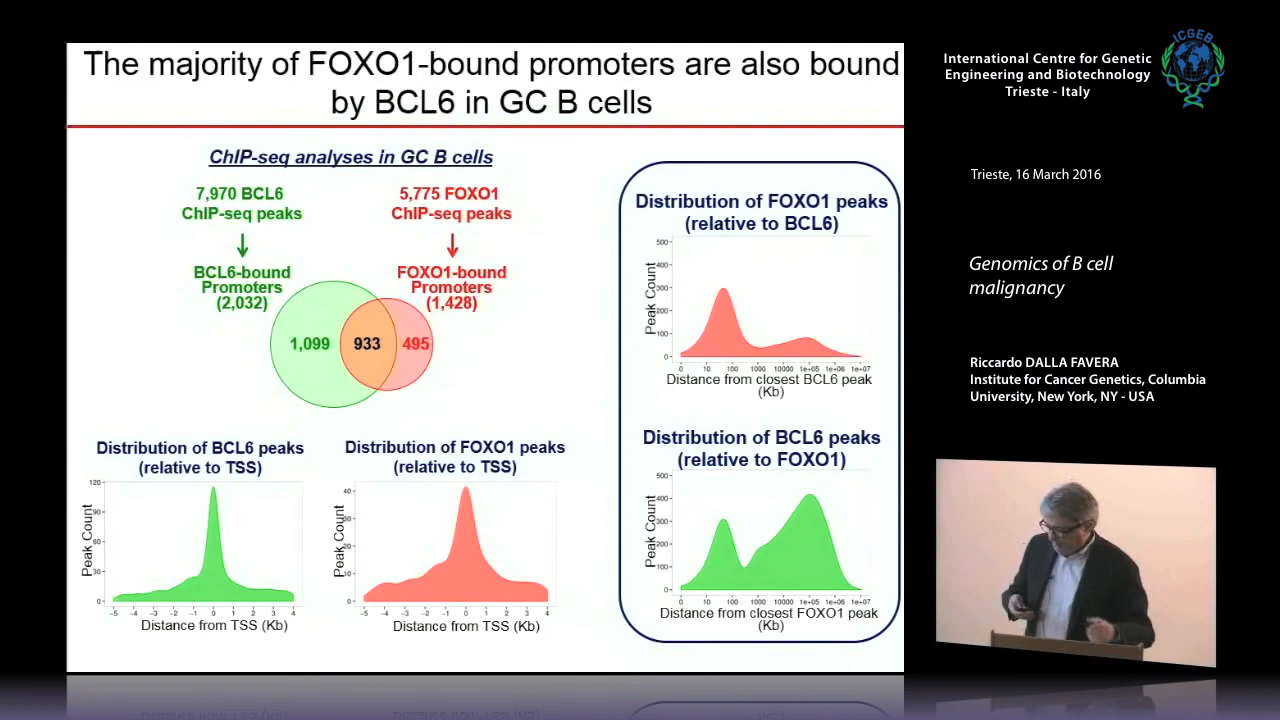 The majority of FOXO1-bound promoters are also bound
by BCL6 in GC B cells
ChIP-seq analyses in GC B cells
7,970 BCL6
ChIP-seq peaks
5,775 FOXO1
ChIP-seq peaks
BCL6-bound
Promoters
(2,032)
FOXO1-bound
Promoters
(1,428)
1,099
933
495
Distribution of BCL6 peaks
(relative to TSS)
Peak Count
120
90
60
30
0
-5 -4 -3 -2 -1 0 1 2 3 4
Distance from TSS (Kb)
Distribution of FOXO1 peaks
(relative to TSS)
Peak Count
40
30
20
10
0
-5 -4 -3 -2 -1 0 1 2 3 4
Distance from TSS (Kb)
Distribution of FOXO1 peaks
(relative to BCL6)
Peak Count
500
400
300
200
100
0
0 10 100 1000 10000 1e+05 1e+06 1e+07
Distance from closest BCL6 peak
(Kb)
Distribution of BCL6 peaks
(relative to FOXO1)
Peak Count
500
400
300
200
100
0
0 10 100 1000 10000 1e+05 1e+06 1e+07
Distance from closest FOXO1 peak
(Kb)
International Centre for Genetic
Engineering and Biotechnology
Trieste - Italy
ICGEB
Trieste, 16 March 2016
Genomics of B cell
malignancy
Riccardo DALLA FAVERA
Institute for Cancer Genetics, Columbia
University, New York, NY - USA